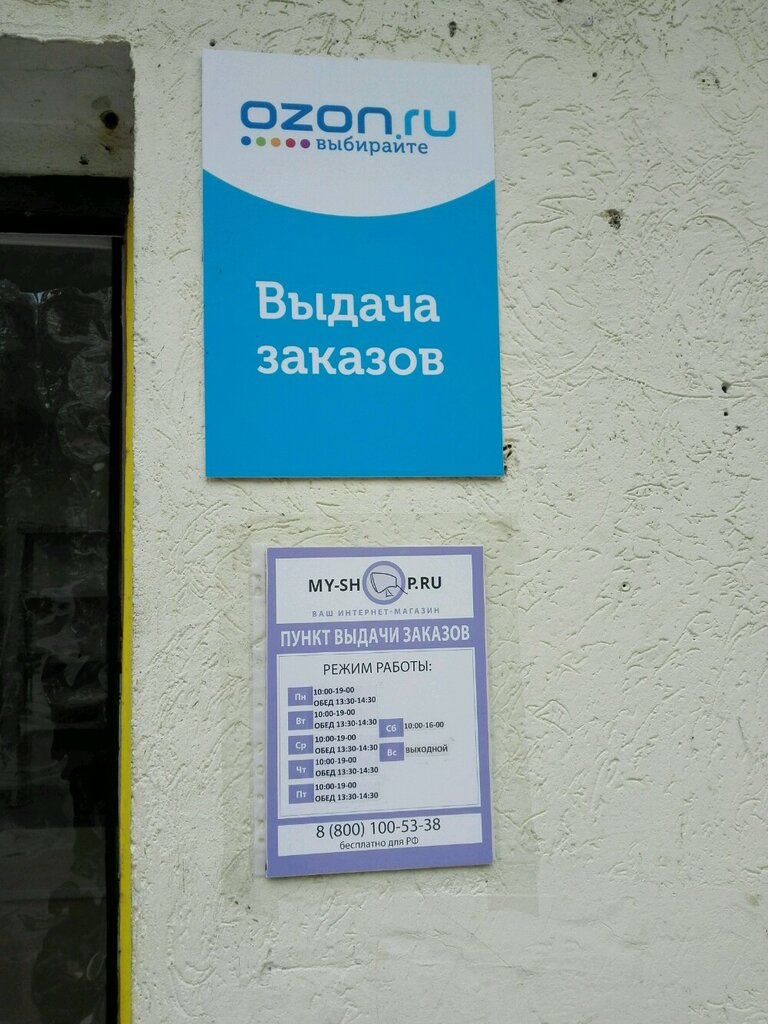 ozon.ru
выбирайте
Выдача
заказов
MY-SHOP.RU
ВАШ ИНТЕРНЕТ-МАГАЗИН
ПУНКТ ВЫДАЧИ ЗАКАЗОВ
РЕЖИМ РАБОТЫ:
Пн 10:00-19-00
ОБЕД 13:30-14:30
Вт 10:00-19-00
ОБЕД 13:30-14:30
Ср 10:00-19-00
ОБЕД 13:30-14:30
Чт 10:00-19-00
ОБЕД 13:30-14:30
Пт 10:00-19-00
ОБЕД 13:30-14:30
Сб 10:00-16-00
Вс ВЫХОДНОЙ
8 (800) 100-53-38
бесплатно для РФ